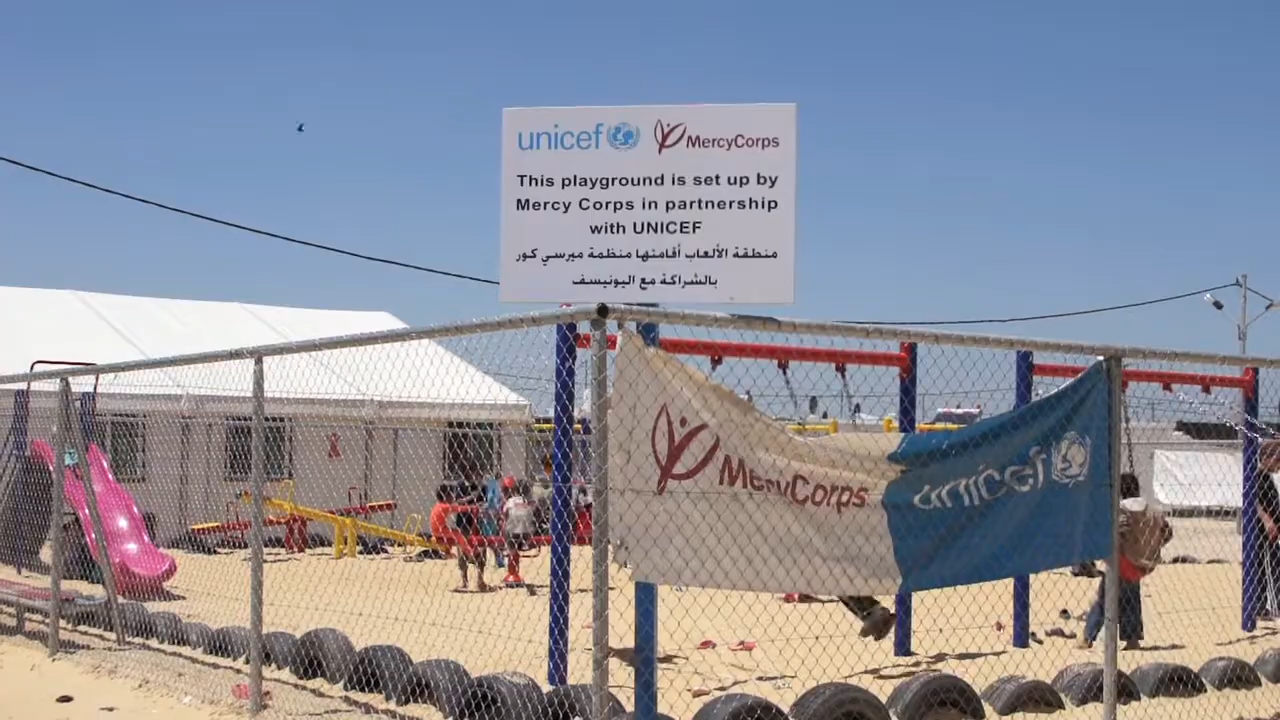 unicef MercyCorps
This playground is set up by
Mercy Corps in partnership
with UNICEF
منطقة الألعاب أقامتها منظمة ميرسي كور
بالشراكة مع اليونيسف
MercyCorps unicef